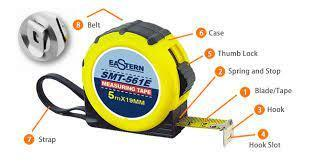 8
Belt
6
Case
5
Thumb Lock
2
Spring and Stop
1
Blade/Tape
3
Hook
4
Hook Slot
7
Strap
EASTERN
SMT-561E
MEASURING TAPE
5mX19MM